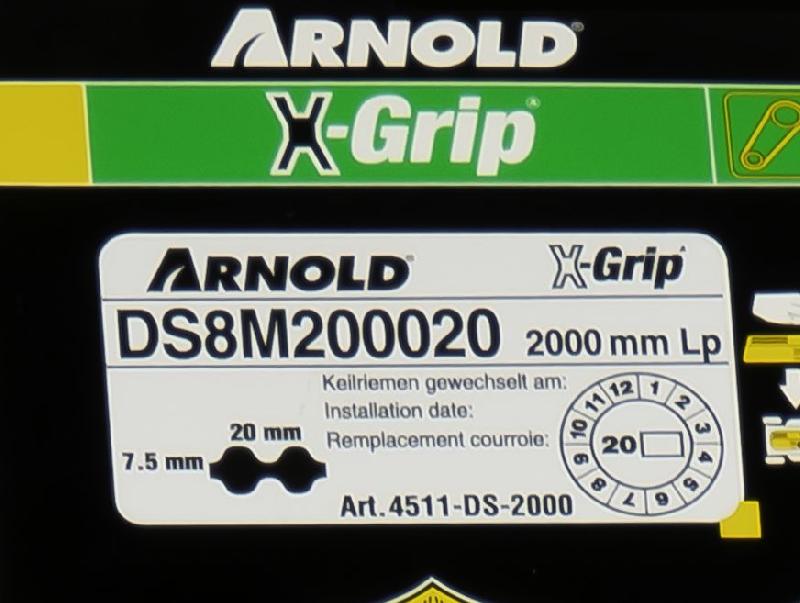 ARNOLD®
X-Grip®
ARNOLD® X-Grip
DS8M200020 2000 mm Lp
Keilriemen gewechselt am:
Installation date:
Remplacement courroie:
20 mm
7.5 mm
12 1 2 3 4 5 6 7 8 9 10 11
20
Art. 4511-DS-2000